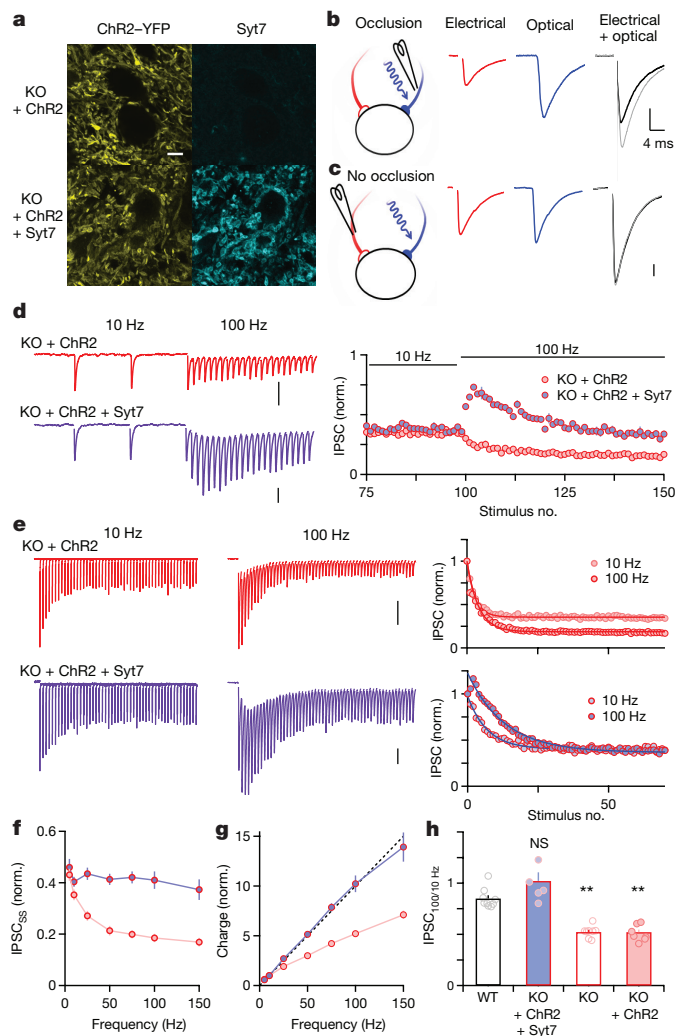 a
ChR2–YFP
Syt7
KO
+ ChR2
KO
+ ChR2
+ Syt7
b
Occlusion
Electrical
Optical
Electrical
+ optical
4 ms
c
No occlusion
d
10 Hz
100 Hz
KO + ChR2
KO + ChR2 + Syt7
10 Hz
100 Hz
KO + ChR2
KO + ChR2 + Syt7
IPSC (norm.)
1
0
75
100
125
150
Stimulus no.
e
10 Hz
100 Hz
KO + ChR2
KO + ChR2 + Syt7
IPSC (norm.)
1
0
10 Hz
100 Hz
IPSC (norm.)
1
0
10 Hz
100 Hz
0
50
Stimulus no.
f
IPSCSS (norm.)
0.6
0.4
0.2
0
0
50
100
150
Frequency (Hz)
g
Charge (norm.)
15
10
5
0
0
50
100
150
Frequency (Hz)
h
IPSC100/10 Hz
1
0
NS
**
**
WT
KO
+ ChR2
+ Syt7
KO
KO
+ ChR2